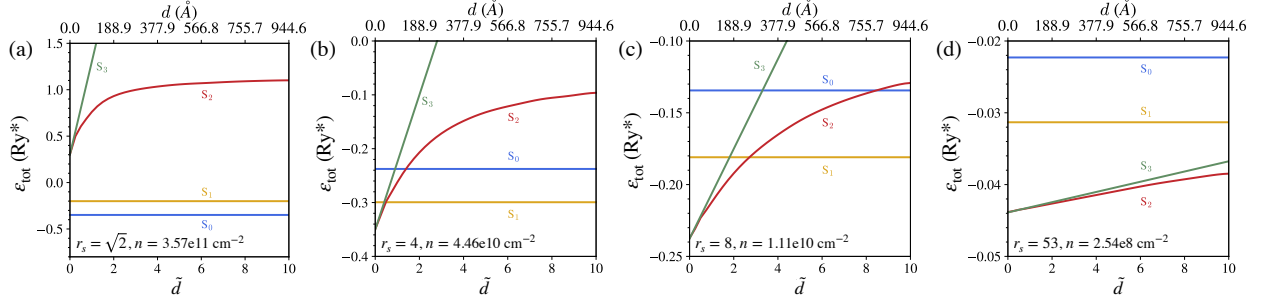 (a)
d (Å)
0.0 188.9 377.9 566.8 755.7 944.6
1.5
1.0
0.5
0.0
−0.5
ε_tot (Ry*)
S₃
S₂
S₁
S₀
r_s = √2, n = 3.57e11 cm⁻²
0 2 4 6 8 10
d̃
(b)
d (Å)
0.0 188.9 377.9 566.8 755.7 944.6
0.0
−0.1
−0.2
−0.3
−0.4
ε_tot (Ry*)
S₃
S₂
S₀
S₁
r_s = 4, n = 4.46e10 cm⁻²
0 2 4 6 8 10
d̃
(c)
d (Å)
0.0 188.9 377.9 566.8 755.7 944.6
−0.10
−0.15
−0.20
−0.25
ε_tot (Ry*)
S₃
S₀
S₂
S₁
r_s = 8, n = 1.11e10 cm⁻²
0 2 4 6 8 10
d̃
(d)
d (Å)
0.0 188.9 377.9 566.8 755.7 944.6
−0.02
−0.03
−0.04
−0.05
ε_tot (Ry*)
S₀
S₁
S₃
S₂
r_s = 53, n = 2.54e8 cm⁻²
0 2 4 6 8 10
d̃